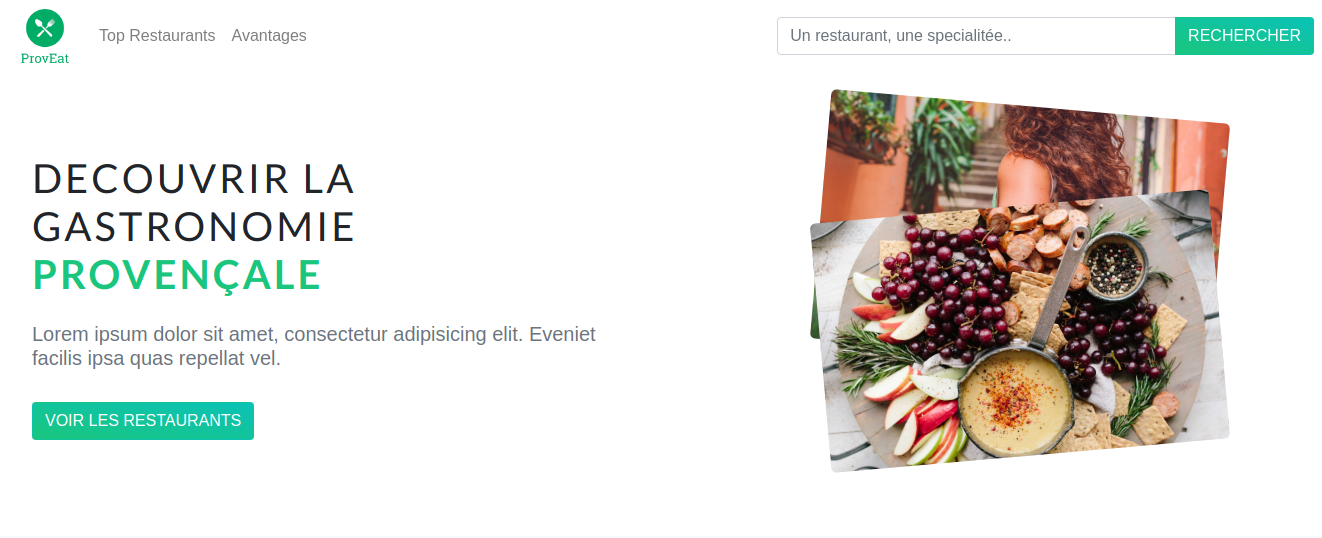 ProvEat
Top Restaurants
Avantages
Un restaurant, une specialitée..
RECHERCHER
DECOUVRIR LA
GASTRONOMIE
PROVENÇALE
Lorem ipsum dolor sit amet, consectetur adipisicing elit. Eveniet
facilis ipsa quas repellat vel.
VOIR LES RESTAURANTS